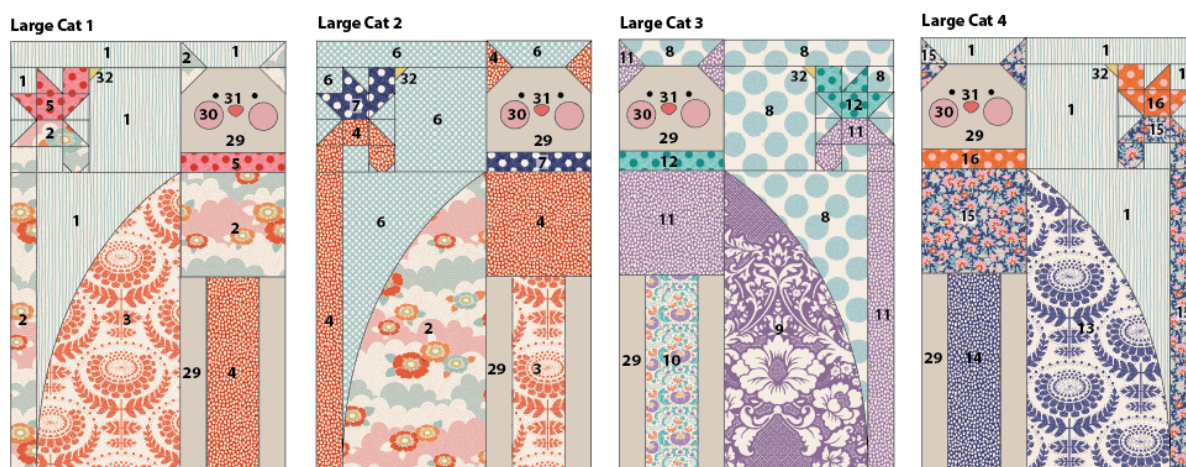 Large Cat 1
1
2 1
1 32
5 1 30 31
2 29
5
1 2
2 3 29 4
Large Cat 2
6
4 6
6 32
7 6 30 31
4 29
7
6 4
4 2 29 3
Large Cat 3
11 8 8
32 8
30 31 8 12
29 11
12
11 8
29 10 9 11
Large Cat 4
15 1 1
32 1
30 31 1 16
29 15
16
15 1
29 14 13 15